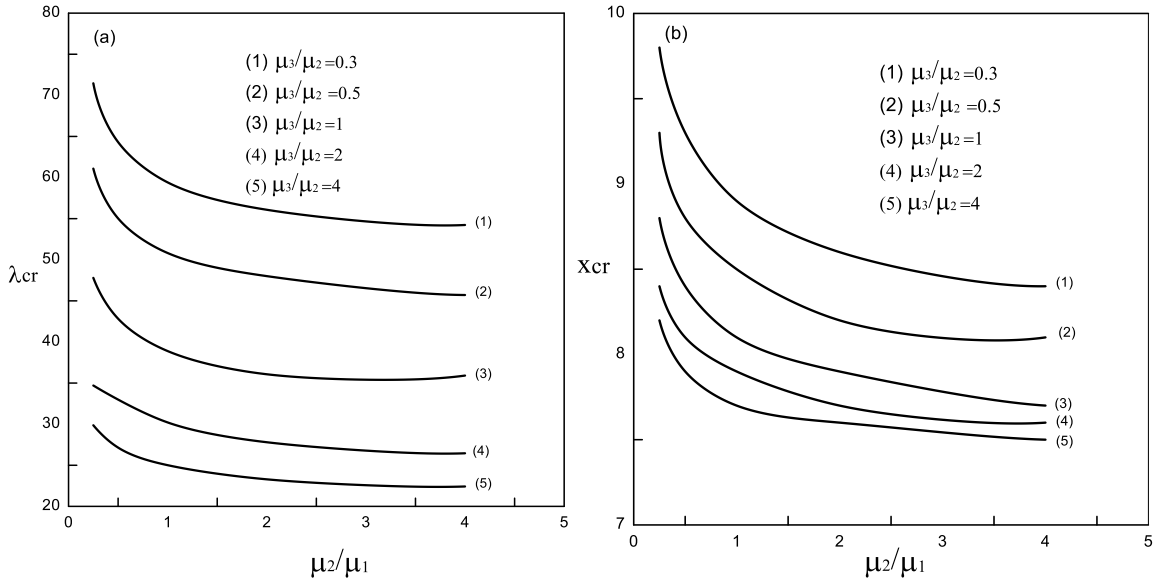 80
(a)
(1) μ3/μ2=0.3
(2) μ3/μ2=0.5
(3) μ3/μ2=1
(4) μ3/μ2=2
(5) μ3/μ2=4
70
60
50
λcr
40
30
20
(1)
(2)
(3)
(4)
(5)
0 1 2 3 4 5
μ2/μ1
10
(b)
(1) μ3/μ2=0.3
(2) μ3/μ2=0.5
(3) μ3/μ2=1
(4) μ3/μ2=2
(5) μ3/μ2=4
9
Xcr
8
7
(1)
(2)
(3)
(4)
(5)
0 1 2 3 4 5
μ2/μ1